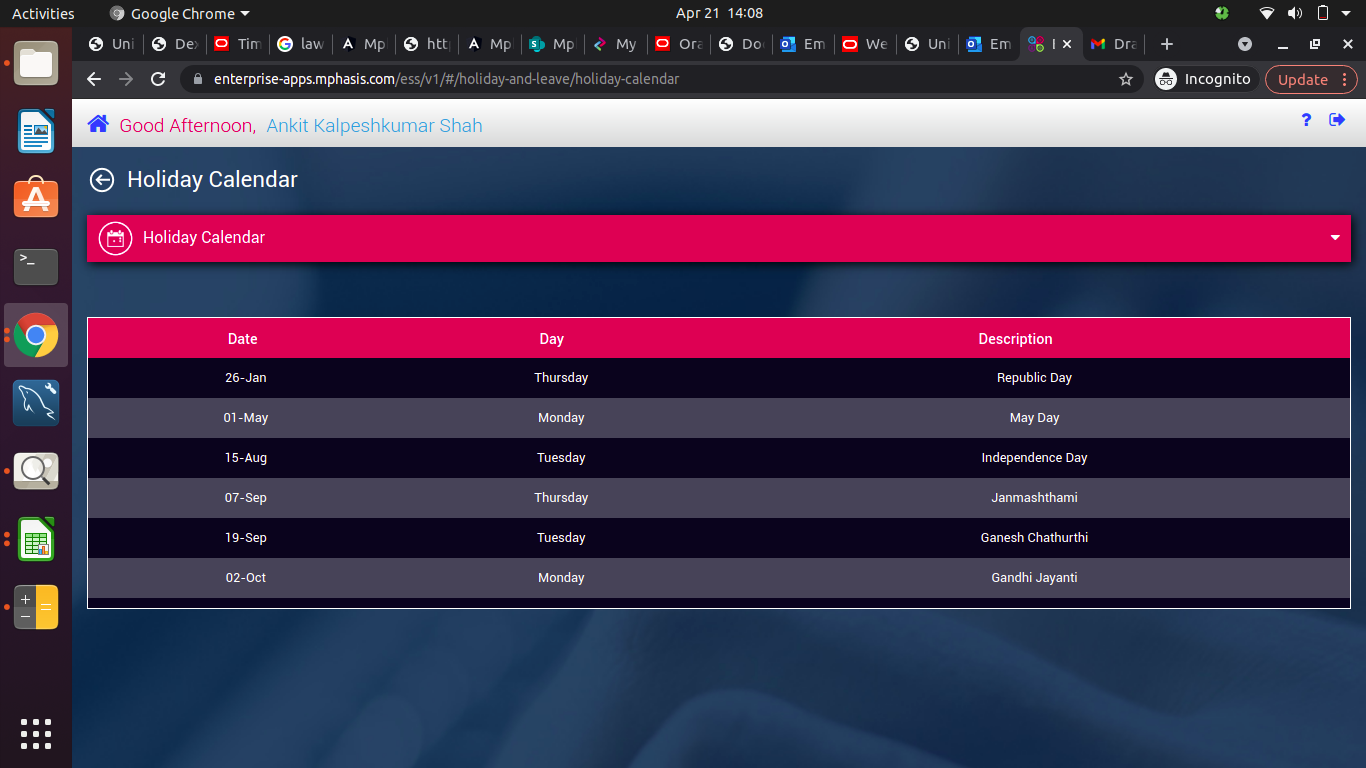 Activities Google Chrome Apr 21 14:08
Uni De Tim law Mp htt Mp Mp My Ora Do Em We Uni Em Dra
enterprise-apps.mphasis.com/ess/v1/#/holiday-and-leave/holiday-calendar Incognito Update
Good Afternoon, Ankit Kalpeshkumar Shah ?
Holiday Calendar
Holiday Calendar
Date Day Description
26-Jan Thursday Republic Day
01-May Monday May Day
15-Aug Tuesday Independence Day
07-Sep Thursday Janmashthami
19-Sep Tuesday Ganesh Chathurthi
02-Oct Monday Gandhi Jayanti